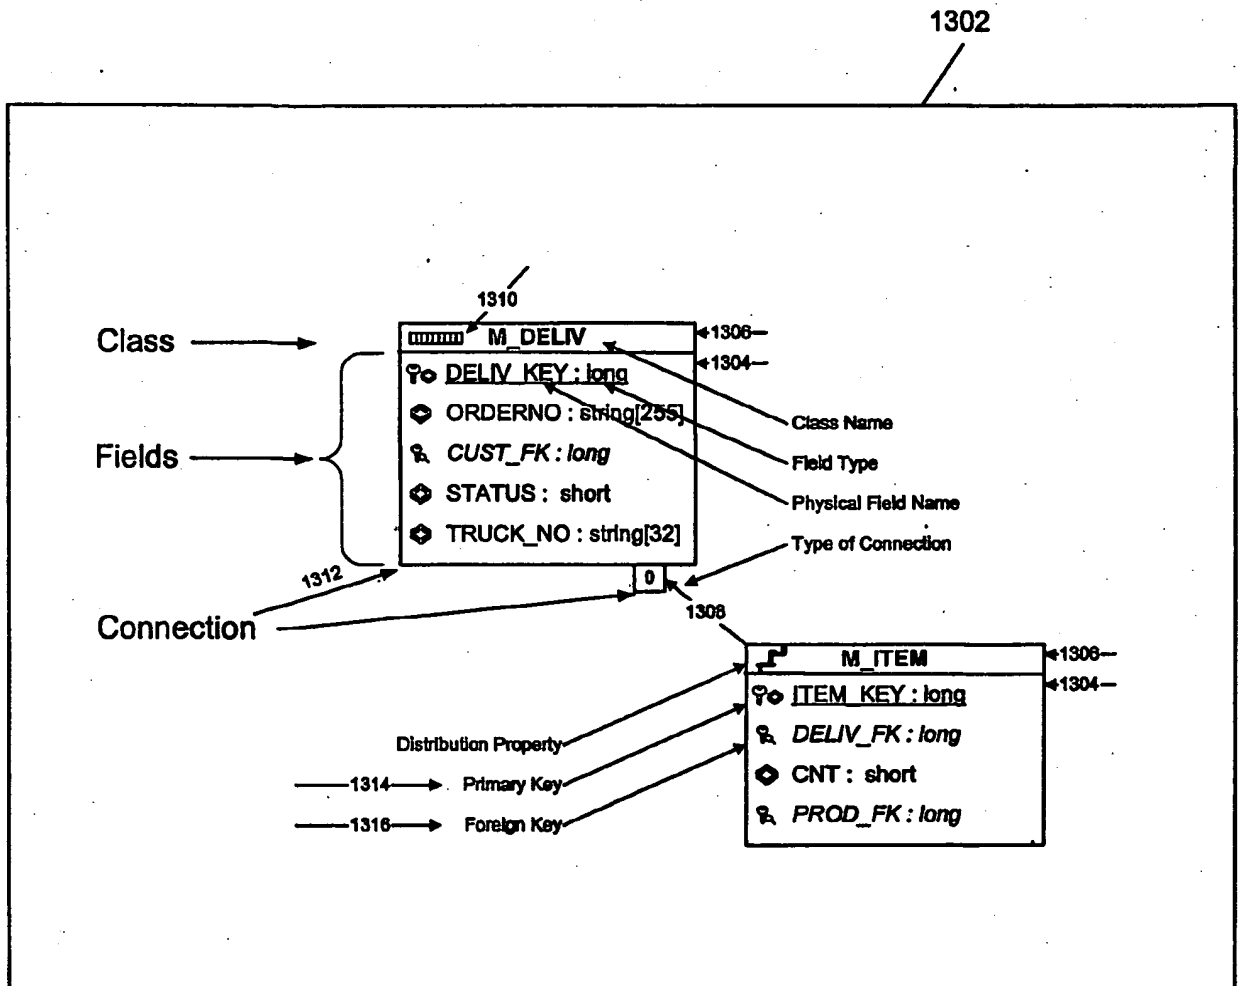 1302
1310
Class
M_DELIV
1306
1304
DELIV_KEY : long
ORDERNO : string[255]
Class Name
Fields
CUST_FK : long
Field Type
STATUS : short
Physical Field Name
TRUCK_NO : string[32]
Type of Connection
1312
0
1308
Connection
M_ITEM
1306
1304
ITEM_KEY : long
DELIV_FK : long
Distribution Property
CNT : short
1314
Primary Key
PROD_FK : long
1316
Foreign Key